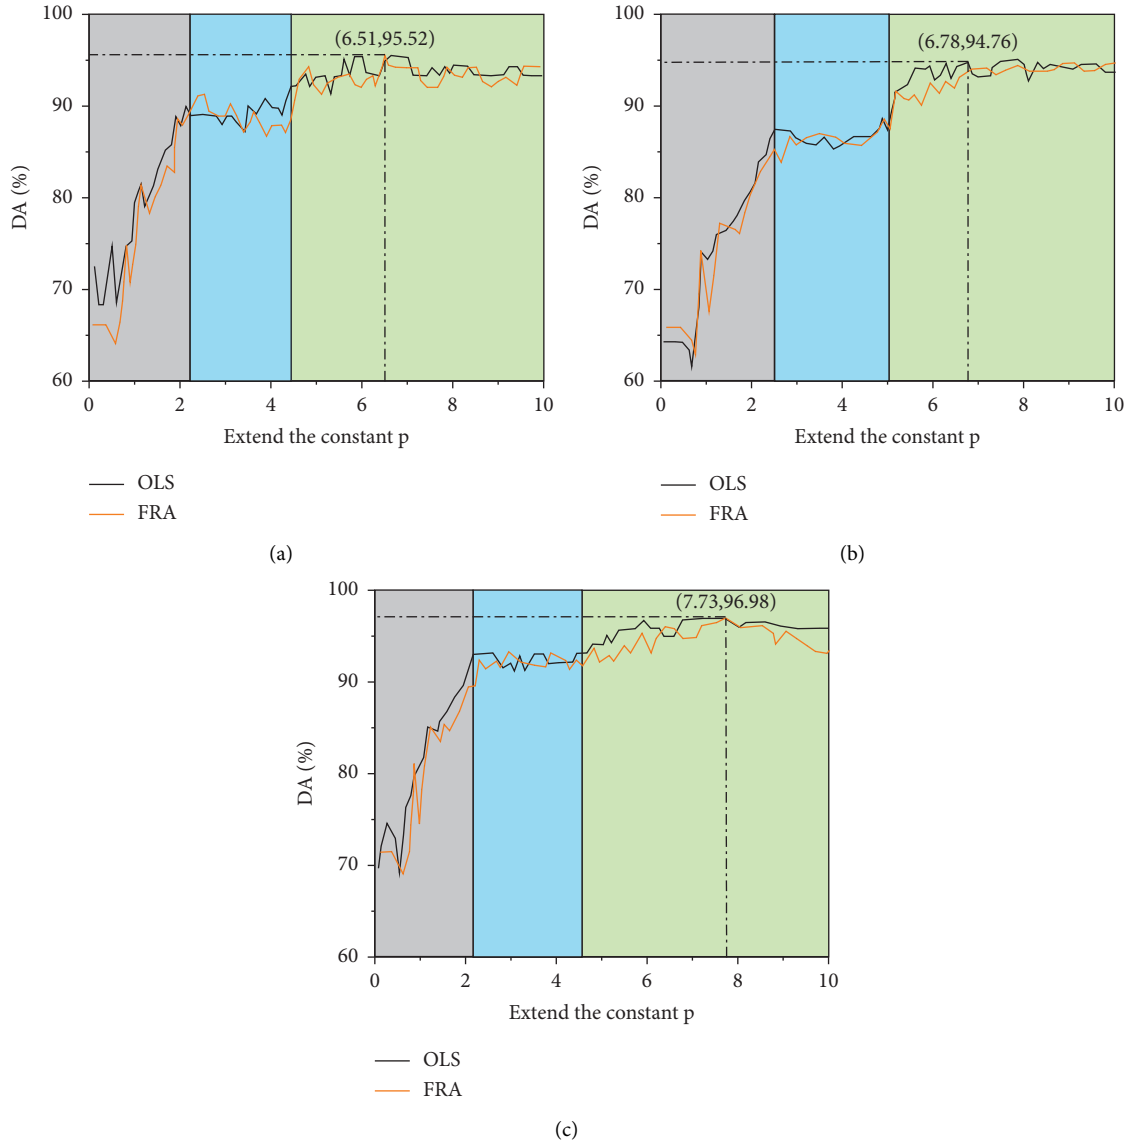 100
90
80
70
60
DA (%)
(6.51,95.52)
0 2 4 6 8 10
Extend the constant p
OLS
FRA
(a)
100
90
80
70
60
DA (%)
(6.78,94.76)
0 2 4 6 8 10
Extend the constant p
OLS
FRA
(b)
100
90
80
70
60
DA (%)
(7.73,96.98)
0 2 4 6 8 10
Extend the constant p
OLS
FRA
(c)